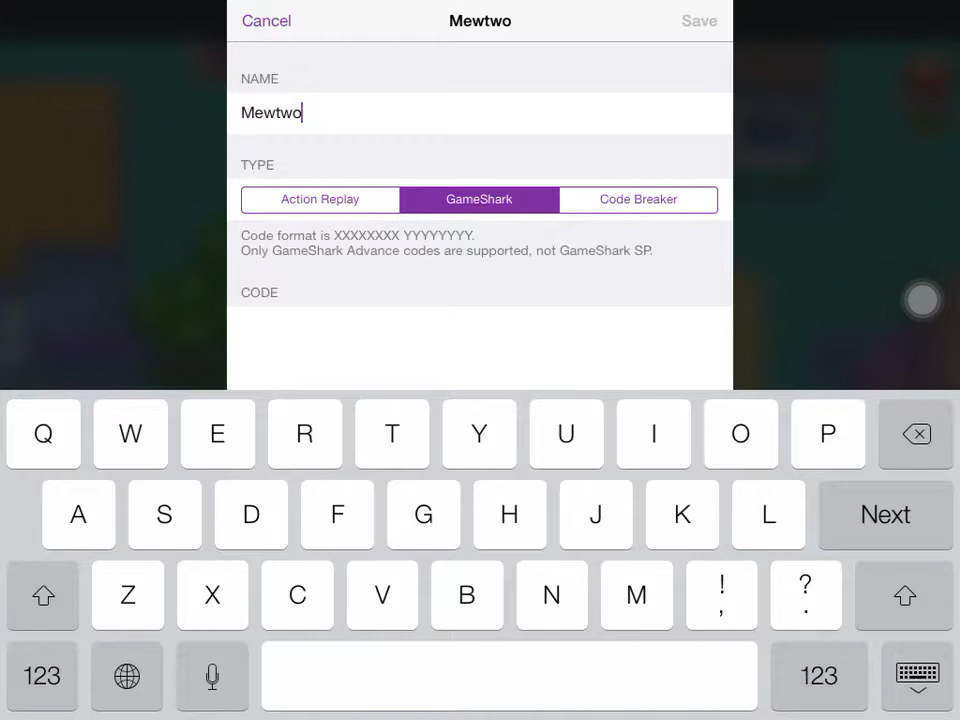 Cancel Mewtwo Save
NAME
Mewtwo
TYPE
Action Replay GameShark Code Breaker
Code format is XXXXXXXX YYYYYYYY.
Only GameShark Advance codes are supported, not GameShark SP.
CODE
Q W E R T Y U I O P
A S D F G H J K L Next
Z X C V B N M ! , ? .
123 123